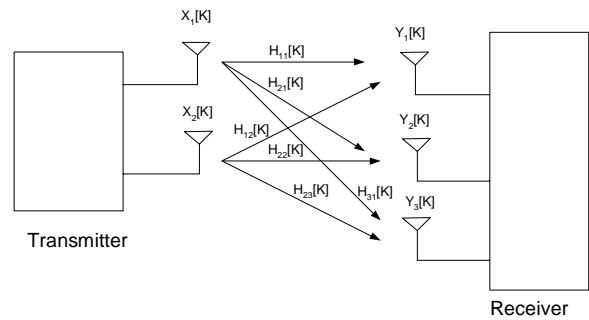 X1[K]
Y1[K]
H11[K]
H21[K]
X2[K]
Y2[K]
H12[K]
H22[K]
H31[K]
H23[K]
Y3[K]
Transmitter
Receiver